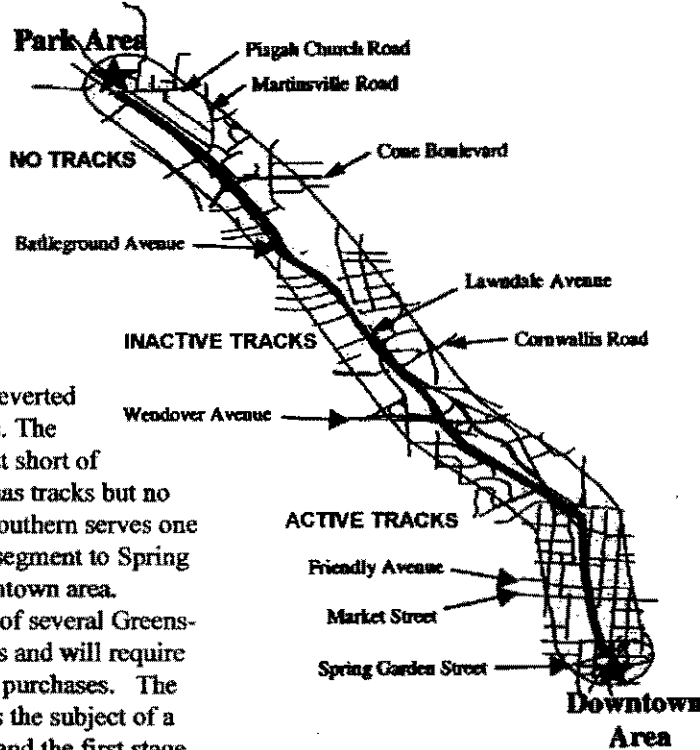 Park Area
Pisgah Church Road
Martinsville Road
NO TRACKS
Cone Boulevard
Battleground Avenue
Lawndale Avenue
INACTIVE TRACKS
Cornwallis Road
Wendover Avenue
ACTIVE TRACKS
Friendly Avenue
Market Street
Spring Garden Street
Downtown
Area
everted
. The
t short of
as tracks but no
outhern serves one
segment to Spring
ntown area.
of several Greens-
s and will require
purchases. The
s the subject of a
and the first stage